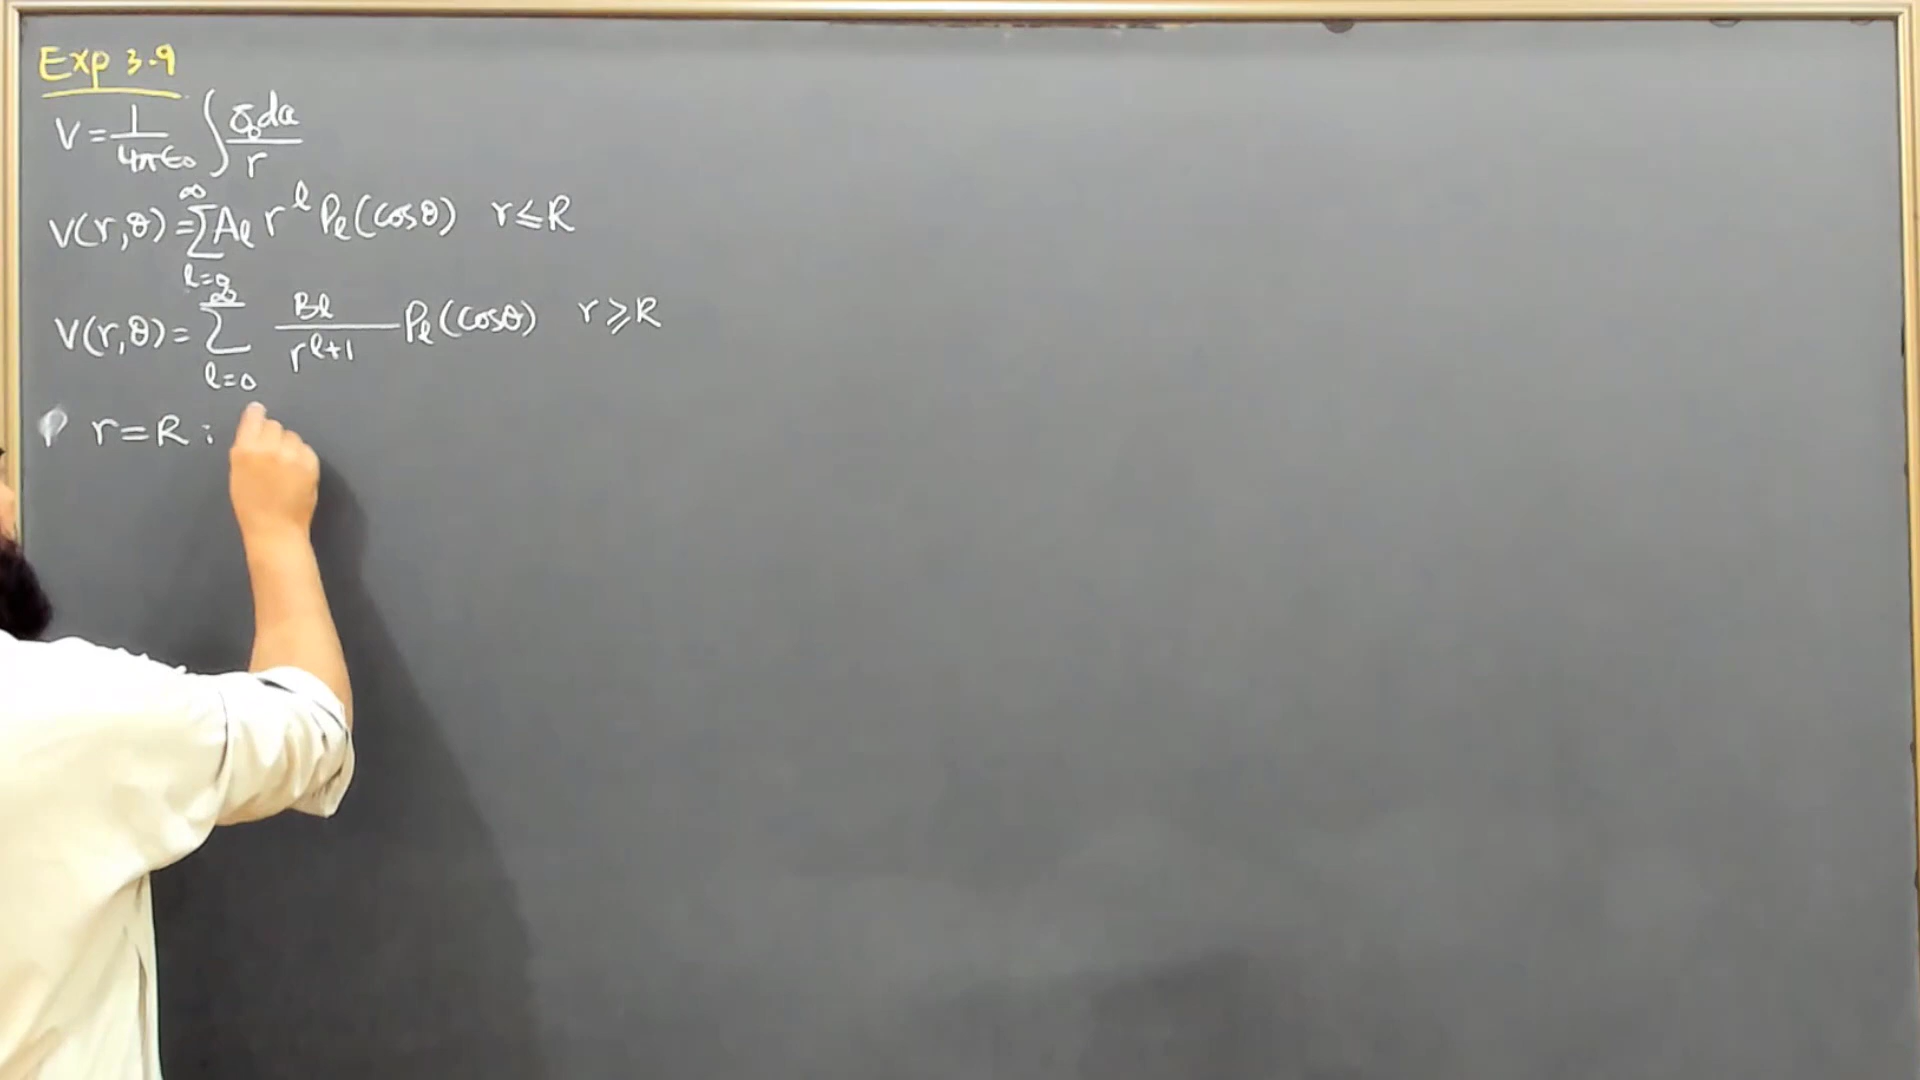 Exp 3.9
V = 1/4πε₀ ∫ σ₀da/r
V(r,θ) = ∑_{l=0}^{∞} A_l r^l P_l(cosθ) r ≤ R
V(r,θ) = ∑_{l=0}^{∞} B_l/r^{l+1} P_l(cosθ) r ≥ R
r = R :